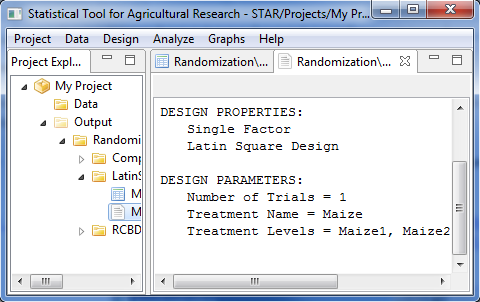 Statistical Tool for Agricultural Research - STAR/Projects/My Pr...
Project Data Design Analyze Graphs Help
Project Explo...
Randomization\...
Randomization\...
My Project
Data
Output
Randomi
Comp
LatinS
M
M
RCBD
DESIGN PROPERTIES:
Single Factor
Latin Square Design
DESIGN PARAMETERS:
Number of Trials = 1
Treatment Name = Maize
Treatment Levels = Maize1, Maize2